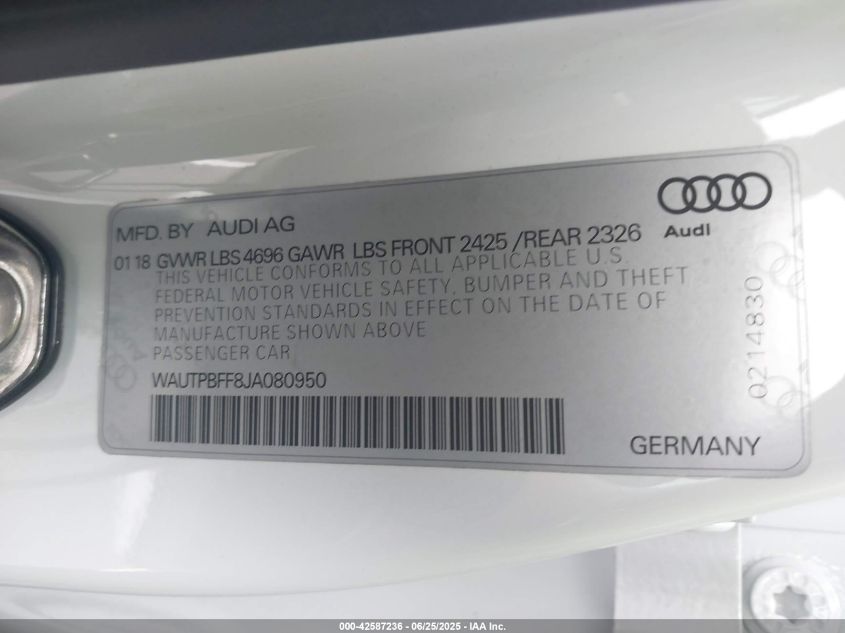 MFD. BY AUDI AG
Audi
01 18 GVWR LBS 4696 GAWR LBS FRONT 2425 /REAR 2326
THIS VEHICLE CONFORMS TO ALL APPLICABLE U.S.
FEDERAL MOTOR VEHICLE SAFETY, BUMPER AND THEFT
PREVENTION STANDARDS IN EFFECT ON THE DATE OF
MANUFACTURE SHOWN ABOVE
PASSENGER CAR
WAUTPBFF8JA080950
0214830
GERMANY
000-42587236 - 06/25/2025 - IAA Inc.